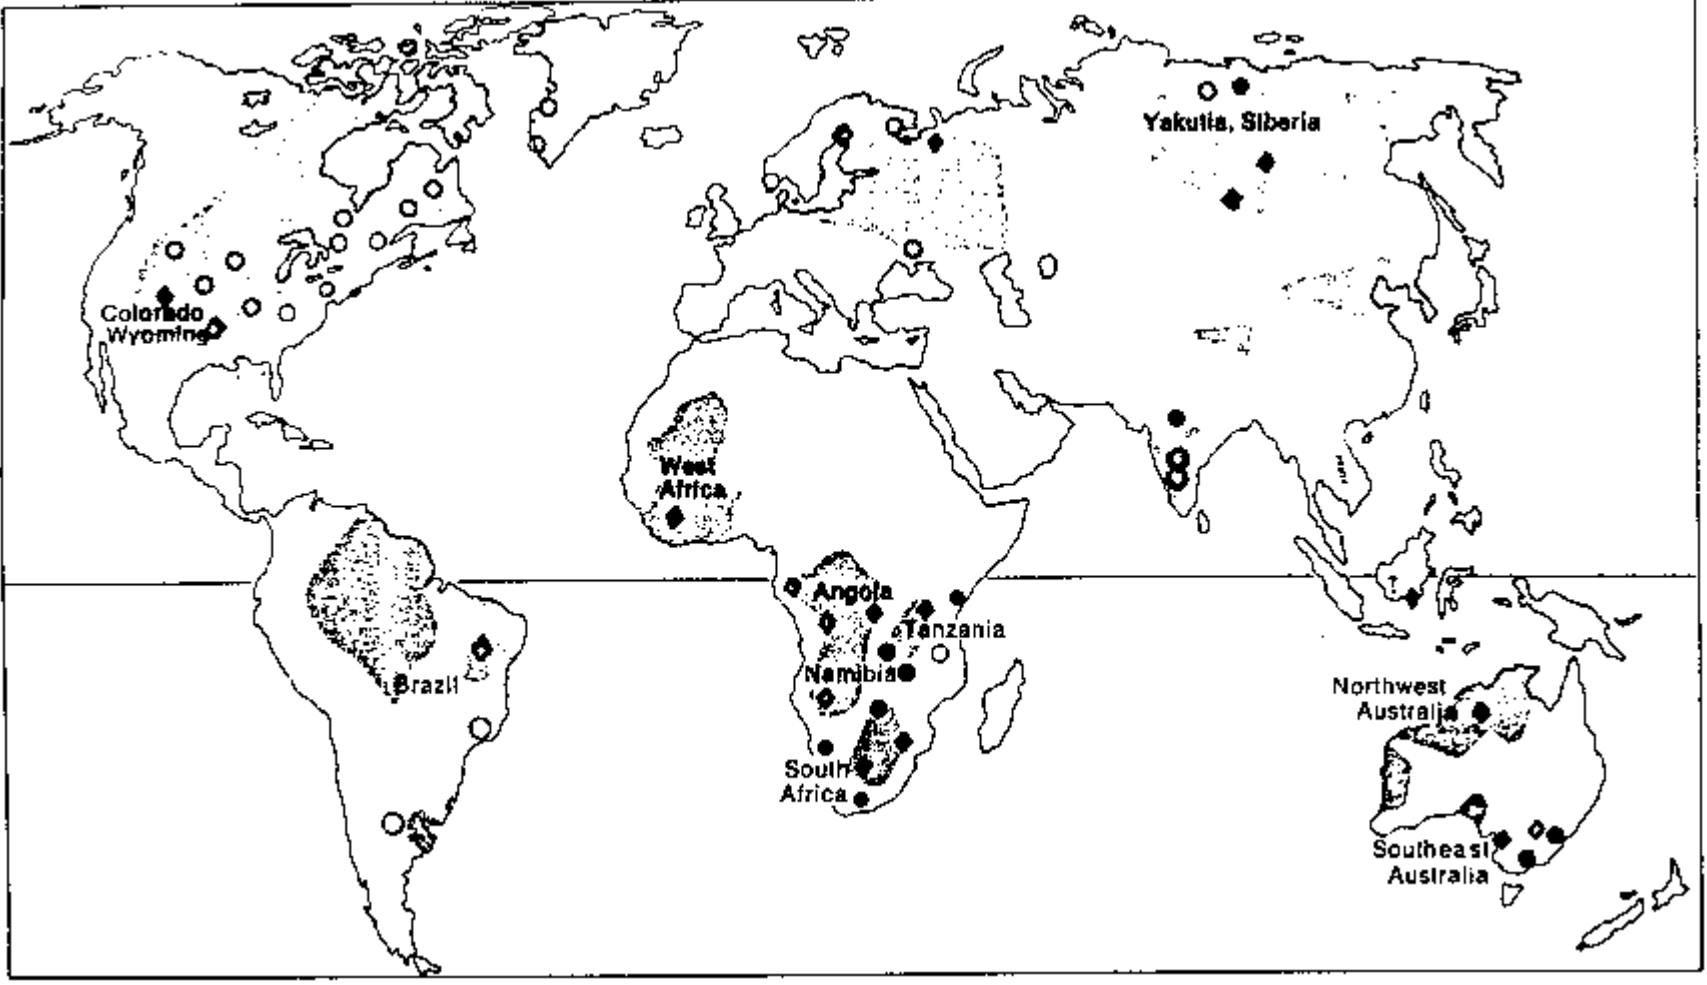 Yakutia, Siberia
Colorado
Wyoming
West
Africa
Angola
Tanzania
Namibia
Brazil
South
Africa
Northwest
Australia
Southeast
Australia